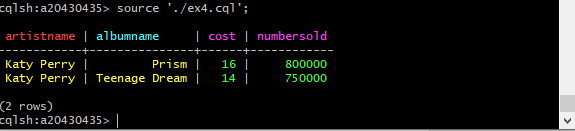 cqlsh:a20430435> source './ex4.cql';
artistname | albumname | cost | numbersold
-----------+---------------+------+------------
Katy Perry | Prism | 16 | 800000
Katy Perry | Teenage Dream | 14 | 750000
(2 rows)
cqlsh:a20430435>